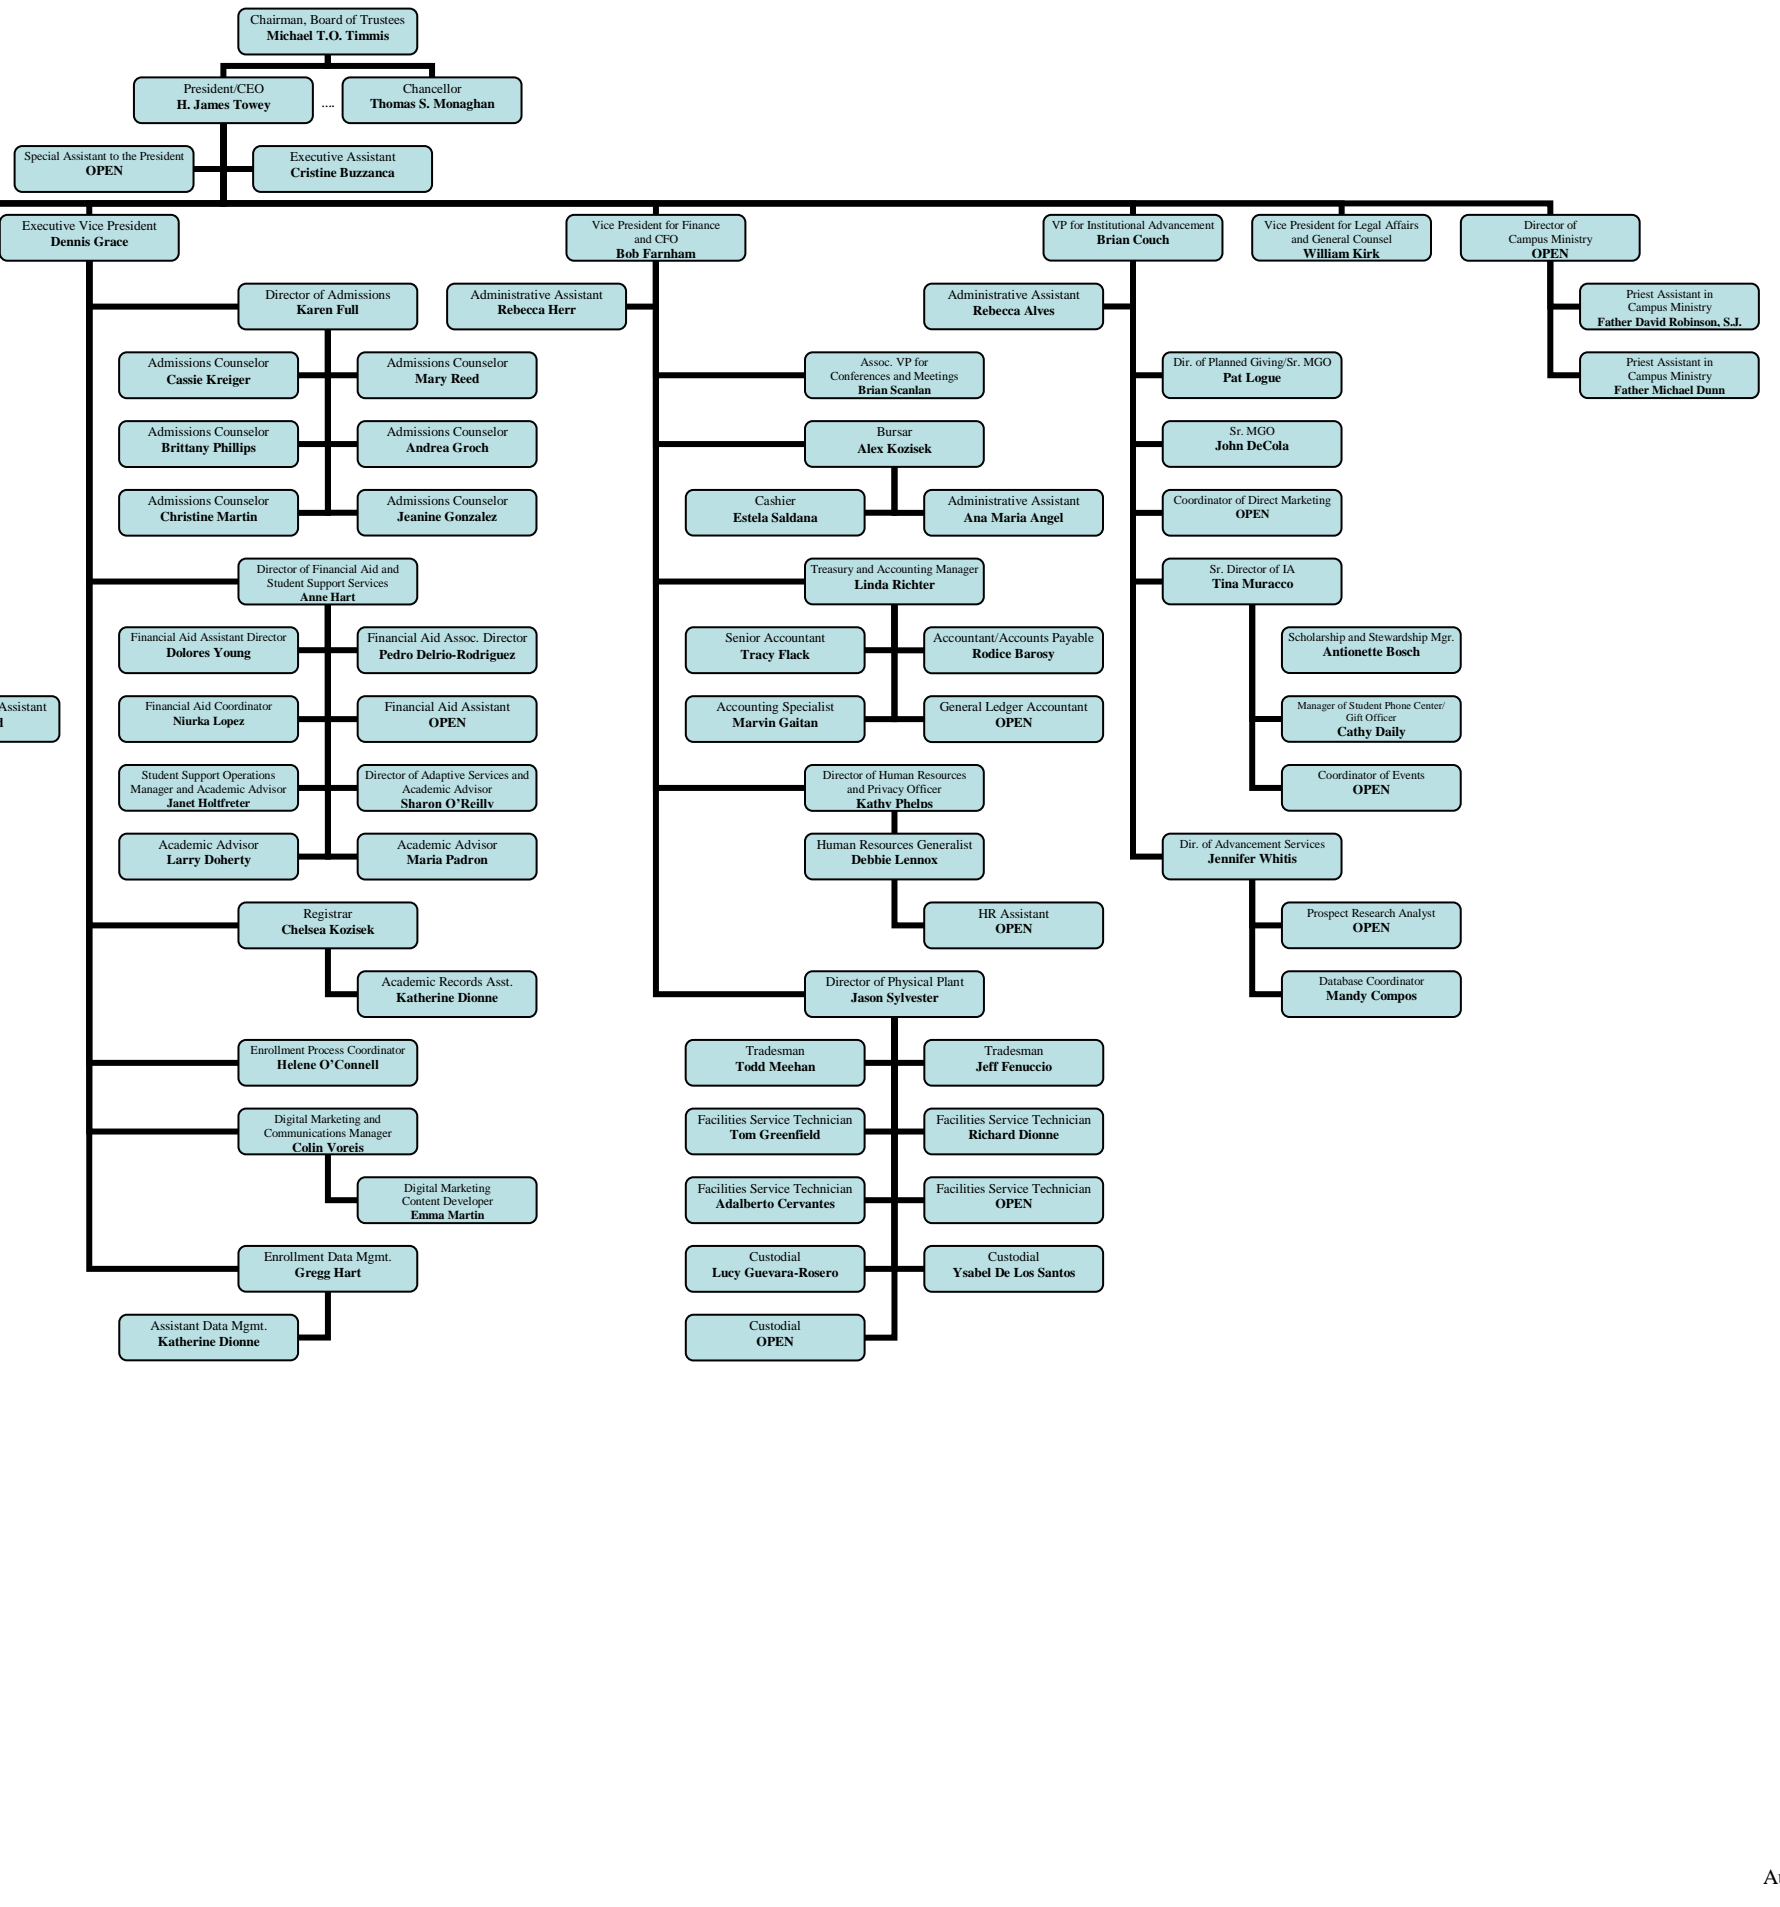 Chairman, Board of Trustees
Michael T.O. Timmis
President/CEO
H. James Towey
....
Chancellor
Thomas S. Monaghan
Special Assistant to the President
OPEN
Executive Assistant
Cristine Buzzanca
Executive Vice President
Dennis Grace
Vice President for Finance
and CFO
Bob Farnham
VP for Institutional Advancement
Brian Couch
Vice President for Legal Affairs
and General Counsel
William Kirk
Director of
Campus Ministry
OPEN
Director of Admissions
Karen Full
Administrative Assistant
Rebecca Herr
Administrative Assistant
Rebecca Alves
Priest Assistant in
Campus Ministry
Father David Robinson, S.J.
Admissions Counselor
Cassie Kreiger
Admissions Counselor
Mary Reed
Assoc. VP for
Conferences and Meetings
Brian Scanlan
Dir. of Planned Giving/Sr. MGO
Pat Logue
Priest Assistant in
Campus Ministry
Father Michael Dunn
Admissions Counselor
Brittany Phillips
Admissions Counselor
Andrea Groch
Bursar
Alex Kozisek
Sr. MGO
John DeCola
Admissions Counselor
Christine Martin
Admissions Counselor
Jeanine Gonzalez
Cashier
Estela Saldana
Administrative Assistant
Ana Maria Angel
Coordinator of Direct Marketing
OPEN
Director of Financial Aid and
Student Support Services
Anne Hart
Treasury and Accounting Manager
Linda Richter
Sr. Director of IA
Tina Muracco
Financial Aid Assistant Director
Dolores Young
Financial Aid Assoc. Director
Pedro Delrio-Rodriguez
Senior Accountant
Tracy Flack
Accountant/Accounts Payable
Rodice Barosy
Scholarship and Stewardship Mgr.
Antionette Bosch
Assistant
Financial Aid Coordinator
Niurka Lopez
Financial Aid Assistant
OPEN
Accounting Specialist
Marvin Gaitan
General Ledger Accountant
OPEN
Manager of Student Phone Center/
Gift Officer
Cathy Daily
Student Support Operations
Manager and Academic Advisor
Janet Holtfreter
Director of Adaptive Services and
Academic Advisor
Sharon O'Reilly
Director of Human Resources
and Privacy Officer
Kathy Phelps
Coordinator of Events
OPEN
Academic Advisor
Larry Doherty
Academic Advisor
Maria Padron
Human Resources Generalist
Debbie Lennox
Dir. of Advancement Services
Jennifer Whitis
Registrar
Chelsea Kozisek
HR Assistant
OPEN
Prospect Research Analyst
OPEN
Academic Records Asst.
Katherine Dionne
Director of Physical Plant
Jason Sylvester
Database Coordinator
Mandy Compos
Enrollment Process Coordinator
Helene O'Connell
Tradesman
Todd Meehan
Tradesman
Jeff Fenuccio
Digital Marketing and
Communications Manager
Colin Voreis
Facilities Service Technician
Tom Greenfield
Facilities Service Technician
Richard Dionne
Digital Marketing
Content Developer
Emma Martin
Facilities Service Technician
Adalberto Cervantes
Facilities Service Technician
OPEN
Enrollment Data Mgmt.
Gregg Hart
Custodial
Lucy Guevara-Rosero
Custodial
Ysabel De Los Santos
Assistant Data Mgmt.
Katherine Dionne
Custodial
OPEN